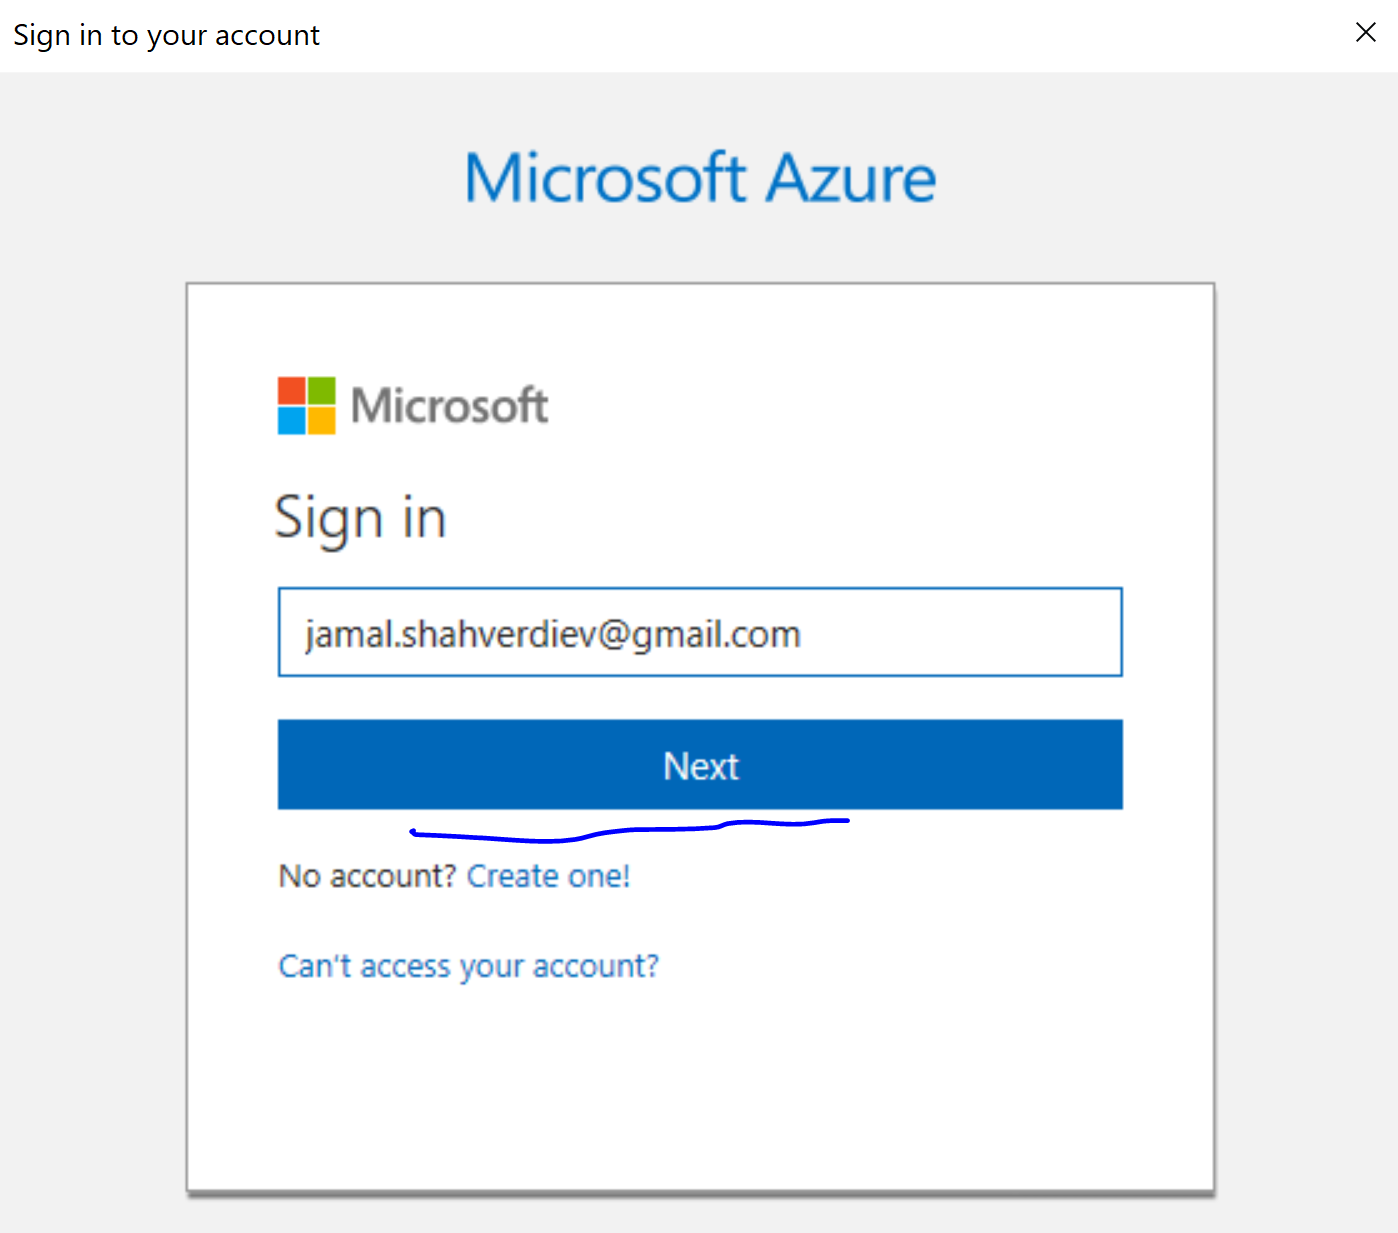 Sign in to your account
Microsoft Azure
Microsoft
Sign in
jamal.shahverdiev@gmail.com
Next
No account? Create one!
Can't access your account?